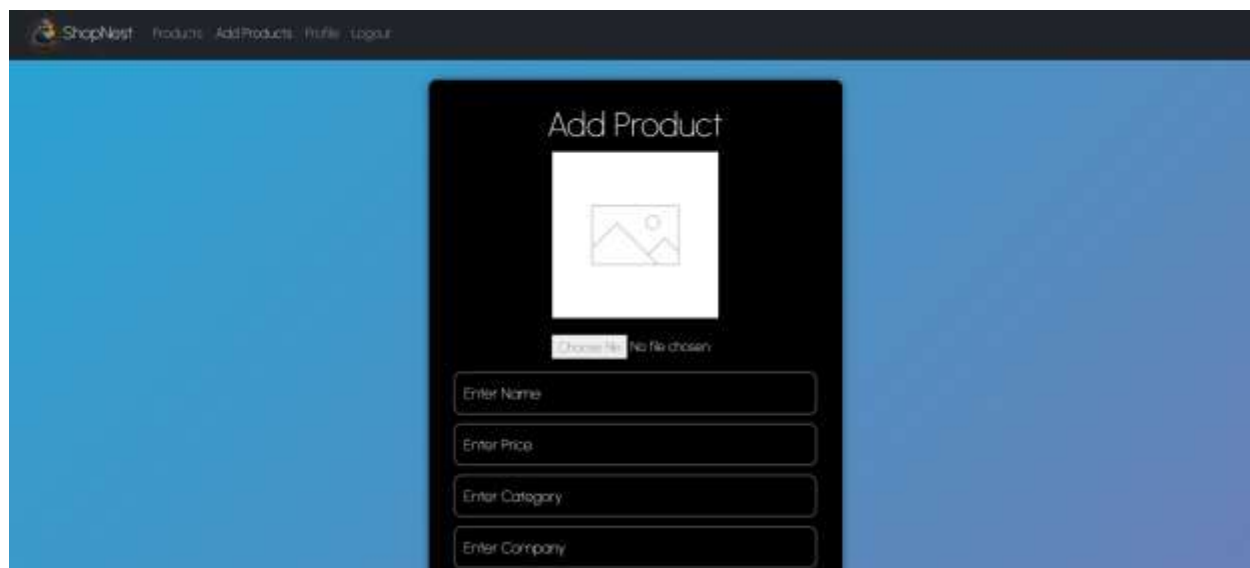 ShopNest Products Add Products Profile Logout
Add Product
Choose file No file chosen
Enter Name
Enter Price
Enter Category
Enter Company